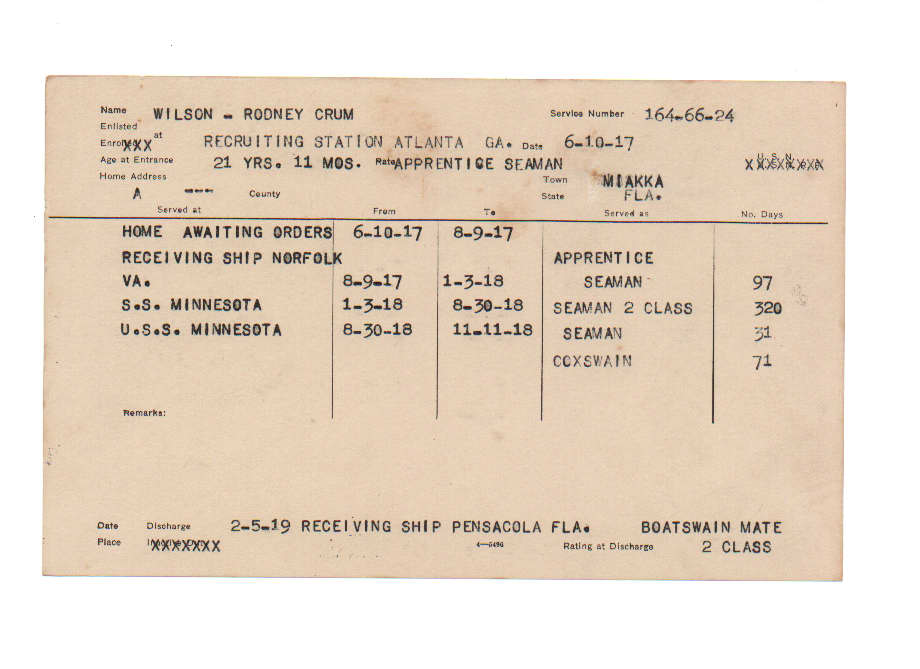 Name WILSON - RODNEY CRUM Service Number 164-66-24
Enlisted
at RECRUITING STATION ATLANTA GA. Date 6-10-17
Age at Entrance 21 YRS. 11 MOS. Rate APPRENTICE SEAMAN U.S.N.
Home Address Town MIAKKA
A --- County State FLA.
Served at From To Served as No. Days
HOME AWAITING ORDERS 6-10-17 8-9-17
RECEIVING SHIP NORFOLK APPRENTICE
VA. 8-9-17 1-3-18 SEAMAN 97
S.S. MINNESOTA 1-3-18 8-30-18 SEAMAN 2 CLASS 320
U.S.S. MINNESOTA 8-30-18 11-11-18 SEAMAN 31
COXSWAIN 71
Remarks:
Date Discharge 2-5-19 RECEIVING SHIP PENSACOLA FLA. BOATSWAIN MATE
Place XXXXXXX 4—5496 Rating at Discharge 2 CLASS